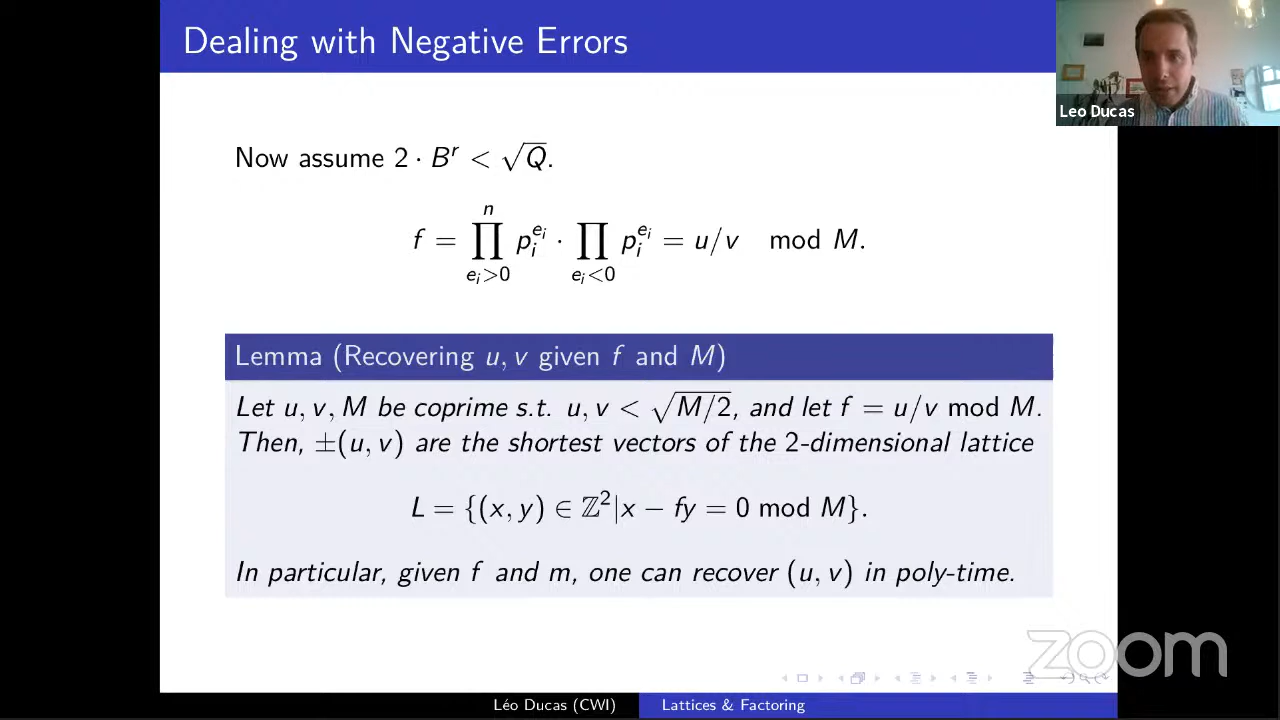 Dealing with Negative Errors
Leo Ducas
Now assume 2 · B^r < √Q.
f = ∏_{e_i>0}^{n} p_i^{e_i} · ∏_{e_i<0} p_i^{e_i} = u/v mod M.
Lemma (Recovering u, v given f and M)
Let u, v, M be coprime s.t. u, v < √(M/2), and let f = u/v mod M.
Then, ±(u, v) are the shortest vectors of the 2-dimensional lattice
L = {(x, y) ∈ ℤ²|x − fy = 0 mod M}.
In particular, given f and m, one can recover (u, v) in poly-time.
zoom
Léo Ducas (CWI)
Lattices & Factoring